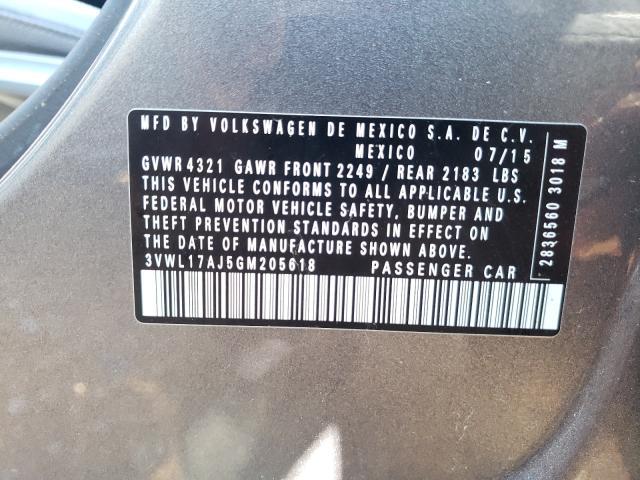 MFD BY VOLKSWAGEN DE MEXICO S.A. DE C.V.
MEXICO 07/15
GVWR 4321 GAWR FRONT 2249 / REAR 2183 LBS
THIS VEHICLE CONFORMS TO ALL APPLICABLE U.S.
FEDERAL MOTOR VEHICLE SAFETY, BUMPER AND
THEFT PREVENTION STANDARDS IN EFFECT ON
THE DATE OF MANUFACTURE SHOWN ABOVE.
3VWL17AJ5GM205618 PASSENGER CAR
2836560 3018 M